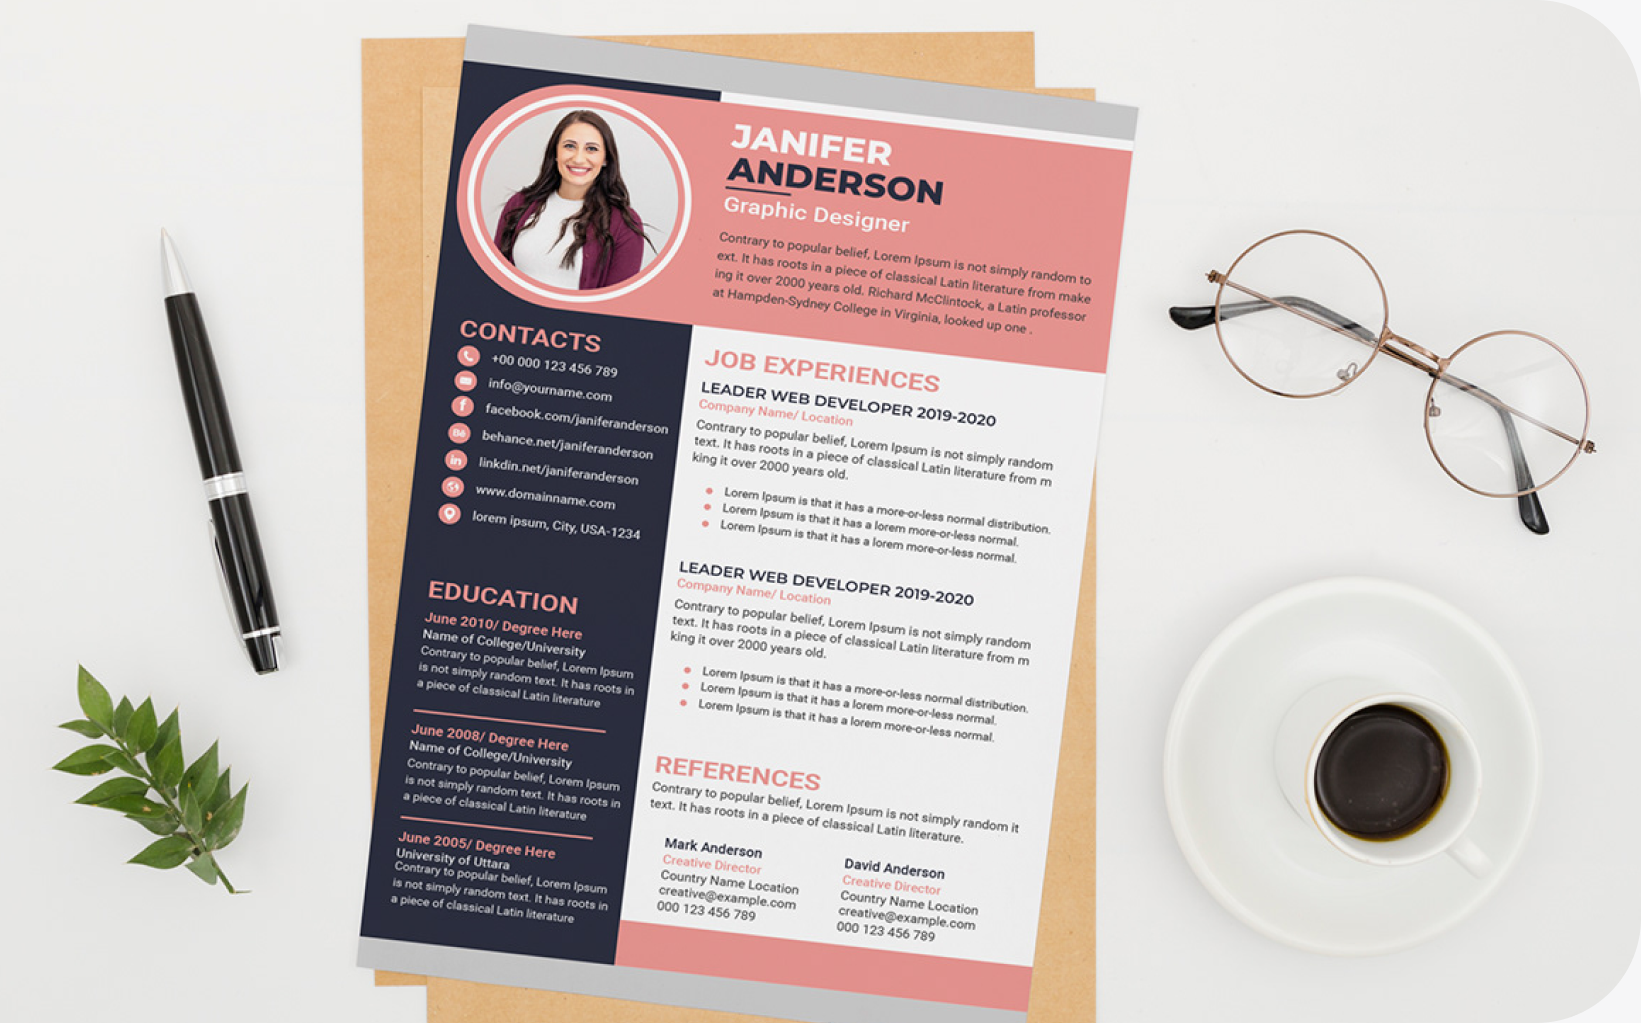 JANIFER
ANDERSON
Graphic Designer
Contrary to popular belief, Lorem Ipsum is not simply random to
ext. It has roots in a piece of classical Latin literature from make
ing it over 2000 years old. Richard McClintock, a Latin professor
at Hampden-Sydney College in Virginia, looked up one .
CONTACTS
+00 000 123 456 789
info@yourname.com
facebook.com/janiferanderson
behance.net/janiferanderson
linkdin.net/janiferanderson
www.domainname.com
lorem ipsum, City, USA-1234
EDUCATION
June 2010/ Degree Here
Name of College/University
Contrary to popular belief, Lorem Ipsum
is not simply random text. It has roots in
a piece of classical Latin literature
June 2008/ Degree Here
Name of College/University
Contrary to popular belief, Lorem Ipsum
is not simply random text. It has roots in
a piece of classical Latin literature
June 2005/ Degree Here
University of Uttara
Contrary to popular belief, Lorem Ipsum
is not simply random text. It has roots in
a piece of classical Latin literature
JOB EXPERIENCES
LEADER WEB DEVELOPER 2019-2020
Company Name/ Location
Contrary to popular belief, Lorem Ipsum is not simply random
text. It has roots in a piece of classical Latin literature from m
king it over 2000 years old.
Lorem Ipsum is that it has a more-or-less normal distribution.
Lorem Ipsum is that it has a lorem more-or-less normal.
Lorem Ipsum is that it has a lorem more-or-less normal.
LEADER WEB DEVELOPER 2019-2020
Company Name/ Location
Contrary to popular belief, Lorem Ipsum is not simply random
text. It has roots in a piece of classical Latin literature from m
king it over 2000 years old.
Lorem Ipsum is that it has a more-or-less normal distribution.
Lorem Ipsum is that it has a lorem more-or-less normal.
Lorem Ipsum is that it has a lorem more-or-less normal.
REFERENCES
Contrary to popular belief, Lorem Ipsum is not simply random it
text. It has roots in a piece of classical Latin literature.
Mark Anderson
Creative Director
Country Name Location
creative@example.com
000 123 456 789
David Anderson
Creative Director
Country Name Location
creative@example.com
000 123 456 789